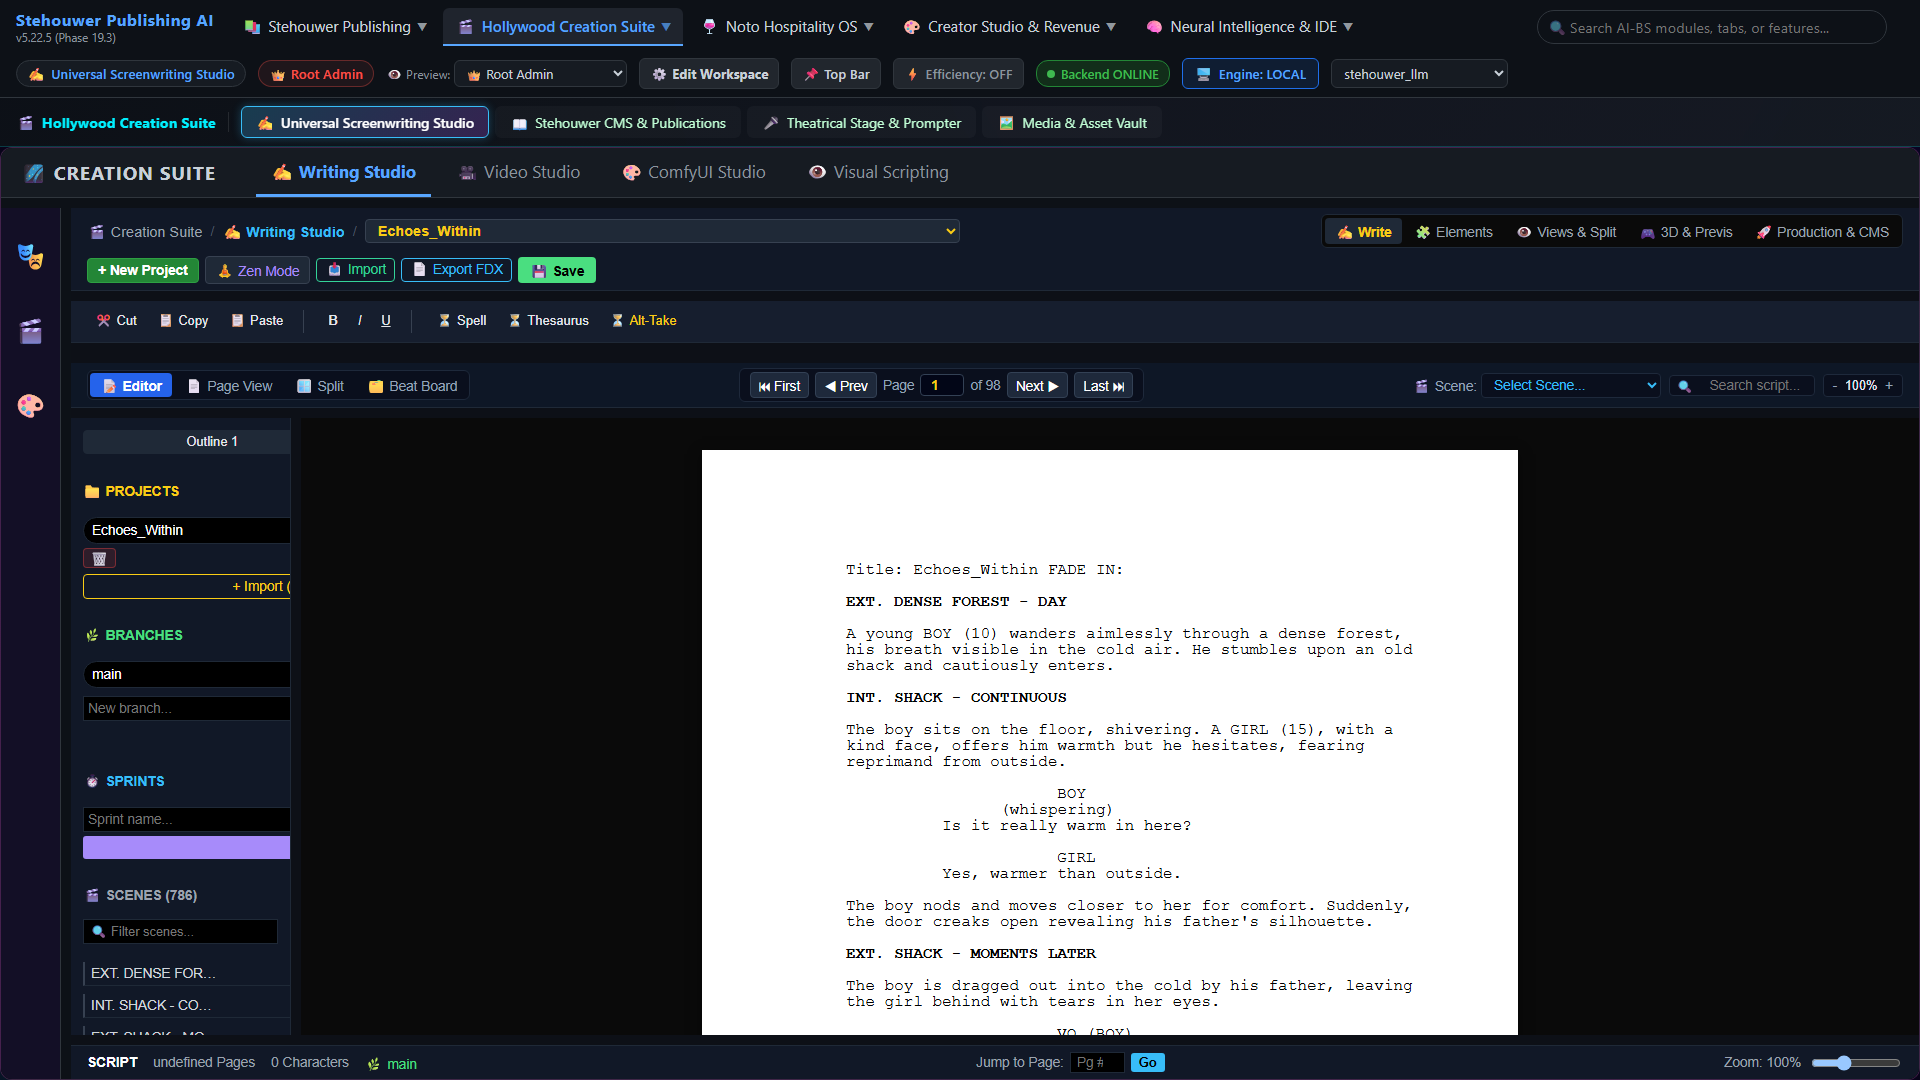 Stehouwer Publishing AI
v5.22.5 (Phase 19.3)
Stehouwer Publishing ▼
Hollywood Creation Suite ▼
Noto Hospitality OS ▼
Creator Studio & Revenue ▼
Neural Intelligence & IDE ▼
Search AI-BS modules, tabs, or features...
Universal Screenwriting Studio
Root Admin
Preview:
Root Admin
Edit Workspace
Top Bar
Efficiency: OFF
Backend ONLINE
Engine: LOCAL
stehouwer_llm
Hollywood Creation Suite
Universal Screenwriting Studio
Stehouwer CMS & Publications
Theatrical Stage & Prompter
Media & Asset Vault
CREATION SUITE
Writing Studio
Video Studio
ComfyUI Studio
Visual Scripting
Creation Suite / Writing Studio /
Echoes_Within
Write
Elements
Views & Split
3D & Previs
Production & CMS
+ New Project
Zen Mode
Import
Export FDX
Save
Cut
Copy
Paste
B
I
U
Spell
Thesaurus
Alt-Take
Editor
Page View
Split
Beat Board
First
Prev
Page 1 of 98
Next
Last
Scene:
Select Scene...
Search script...
- 100% +
Outline 1
PROJECTS
Echoes_Within
+ Import (
BRANCHES
main
New branch...
SPRINTS
Sprint name...
SCENES (786)
Filter scenes...
EXT. DENSE FOR...
INT. SHACK - CO...
EXT. SHACK - MO...
Title: Echoes_Within FADE IN:
EXT. DENSE FOREST - DAY
A young BOY (10) wanders aimlessly through a dense forest,
his breath visible in the cold air. He stumbles upon an old
shack and cautiously enters.
INT. SHACK - CONTINUOUS
The boy sits on the floor, shivering. A GIRL (15), with a
kind face, offers him warmth but he hesitates, fearing
reprimand from outside.
BOY
(whispering)
Is it really warm in here?
GIRL
Yes, warmer than outside.
The boy nods and moves closer to her for comfort. Suddenly,
the door creaks open revealing his father's silhouette.
EXT. SHACK - MOMENTS LATER
The boy is dragged out into the cold by his father, leaving
the girl behind with tears in her eyes.
VO (BOY)
SCRIPT
undefined Pages
0 Characters
main
Jump to Page:
Pg #
Go
Zoom: 100%